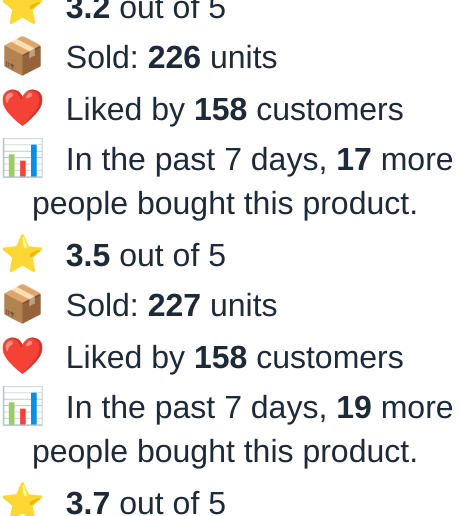 ⭐ 3.2 out of 5
📦 Sold: 226 units
❤️ Liked by 158 customers
📊 In the past 7 days, 17 more
people bought this product.
⭐ 3.5 out of 5
📦 Sold: 227 units
❤️ Liked by 158 customers
📊 In the past 7 days, 19 more
people bought this product.
⭐ 3.7 out of 5